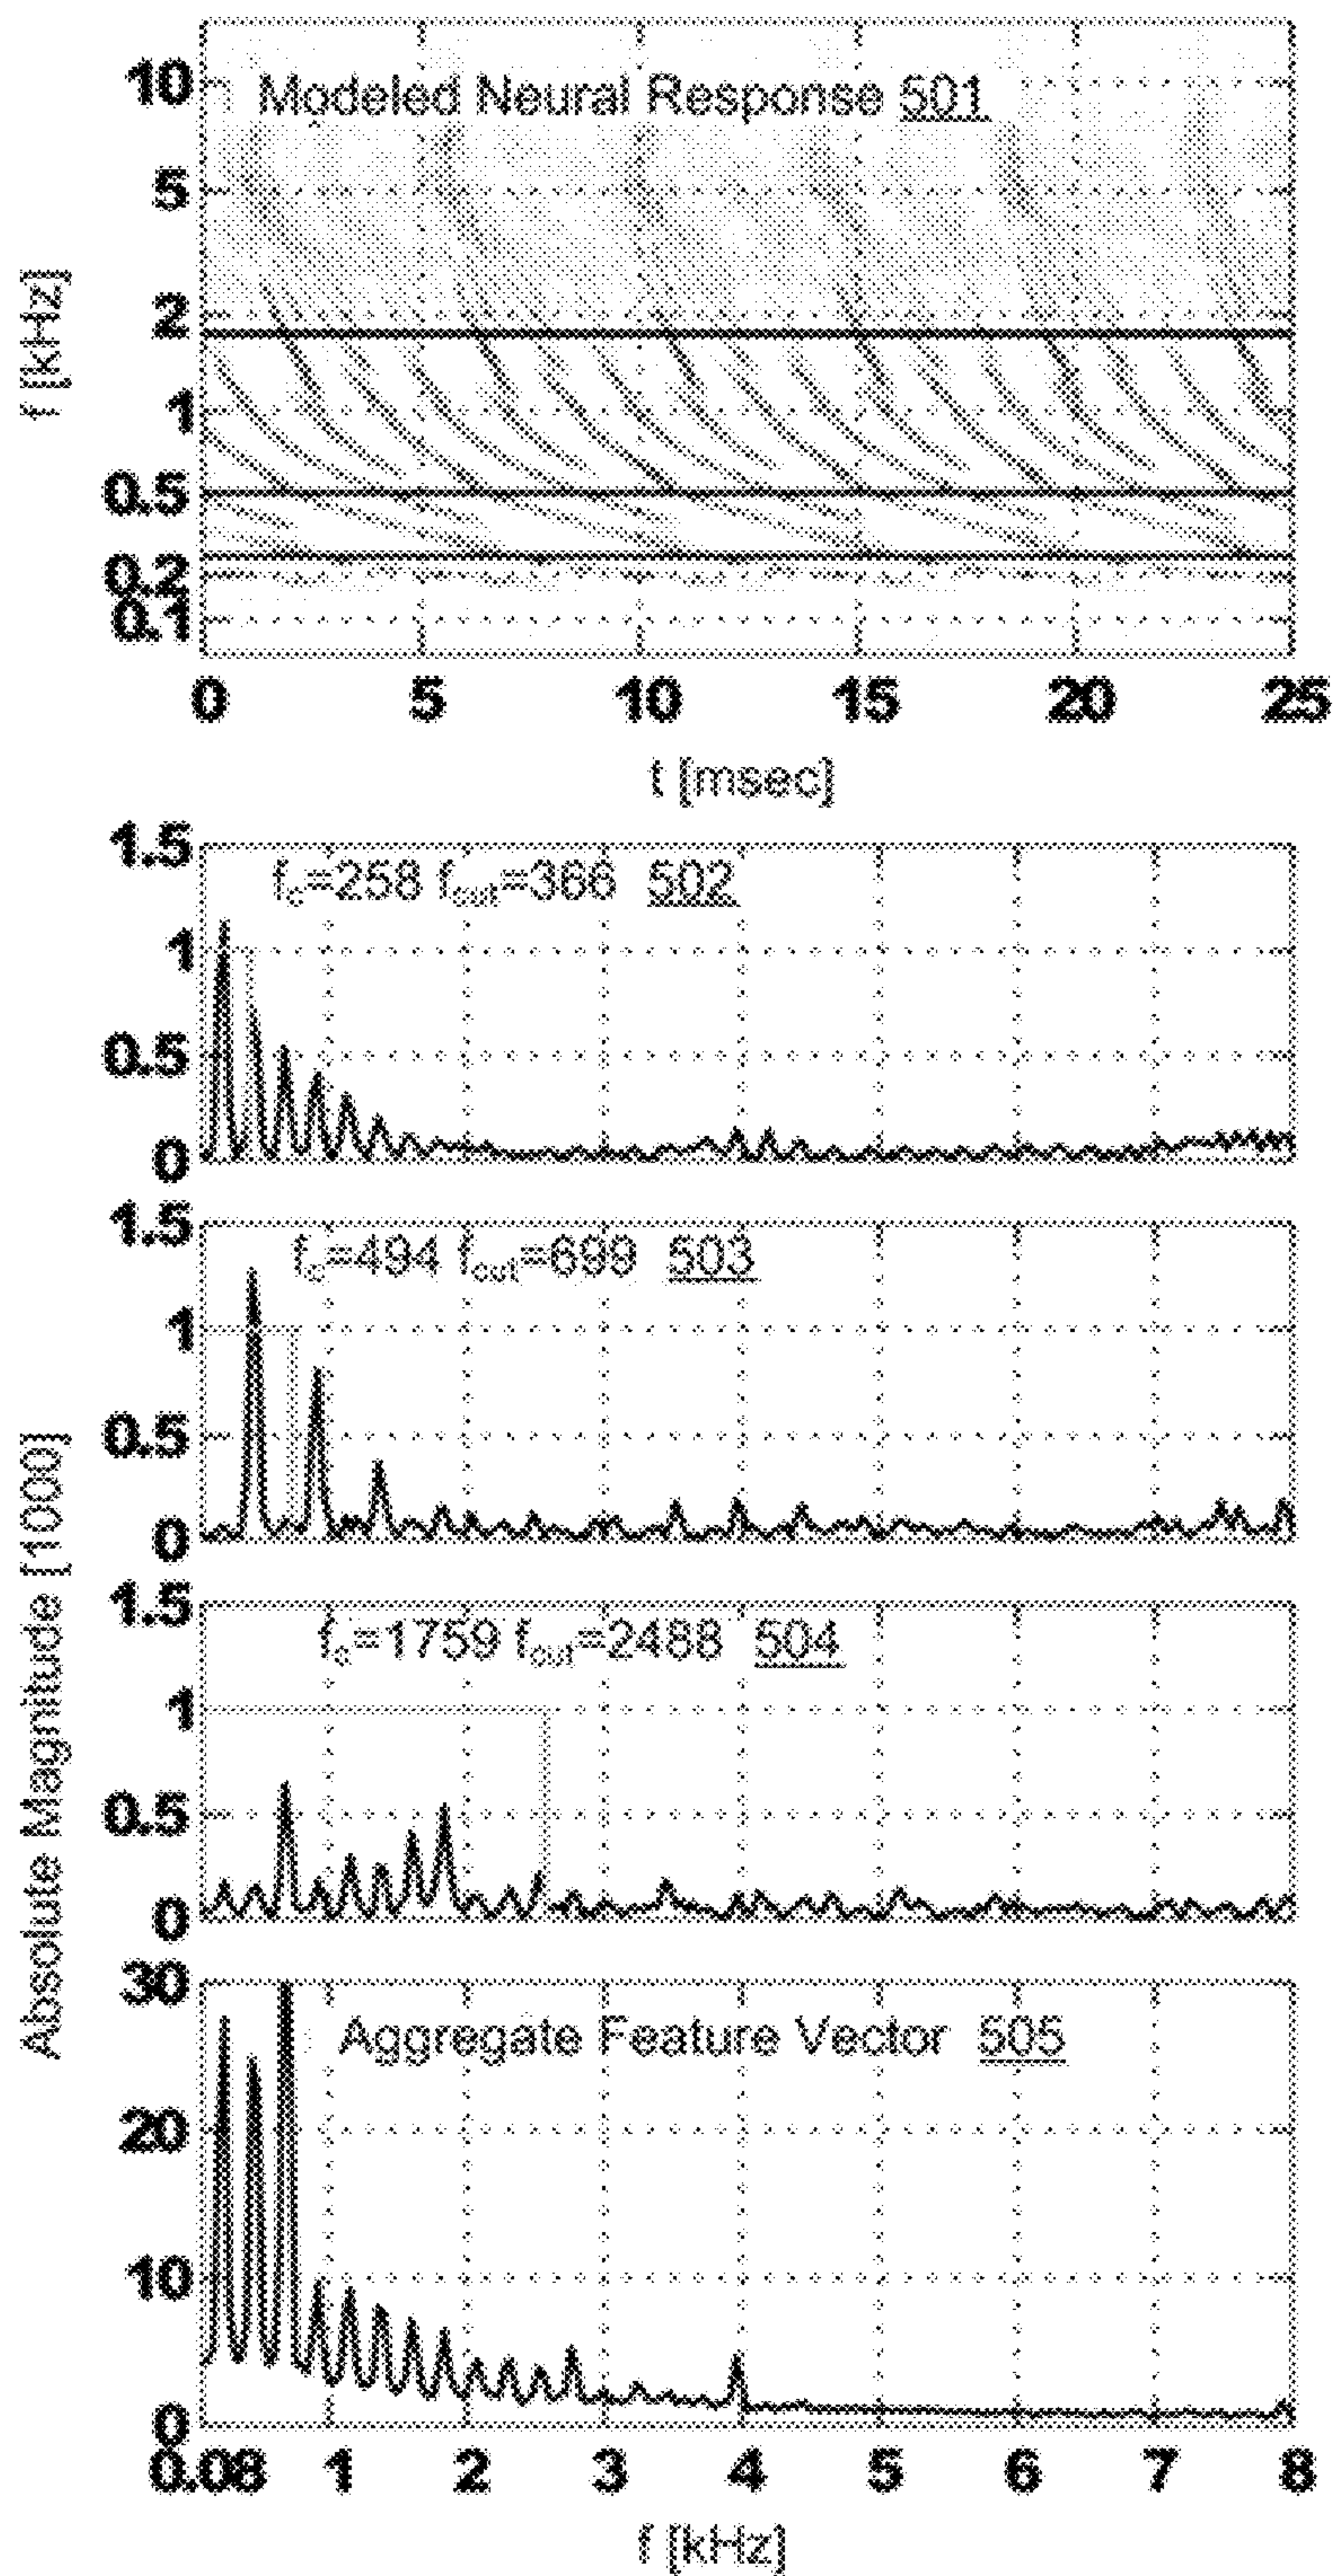 Modeled Neural Response 501
f [kHz]
10
5
2
1
0.5
0.2
0.1
0 5 10 15 20 25
t [msec]
Absolute Magnitude [1000]
fc=258 fcut=366 502
1.5
1
0.5
0
fc=494 fcut=699 503
1.5
1
0.5
0
fc=1759 fcut=2488 504
1.5
1
0.5
0
Aggregate Feature Vector 505
30
20
10
0
0.08 1 2 3 4 5 6 7 8
f [kHz]